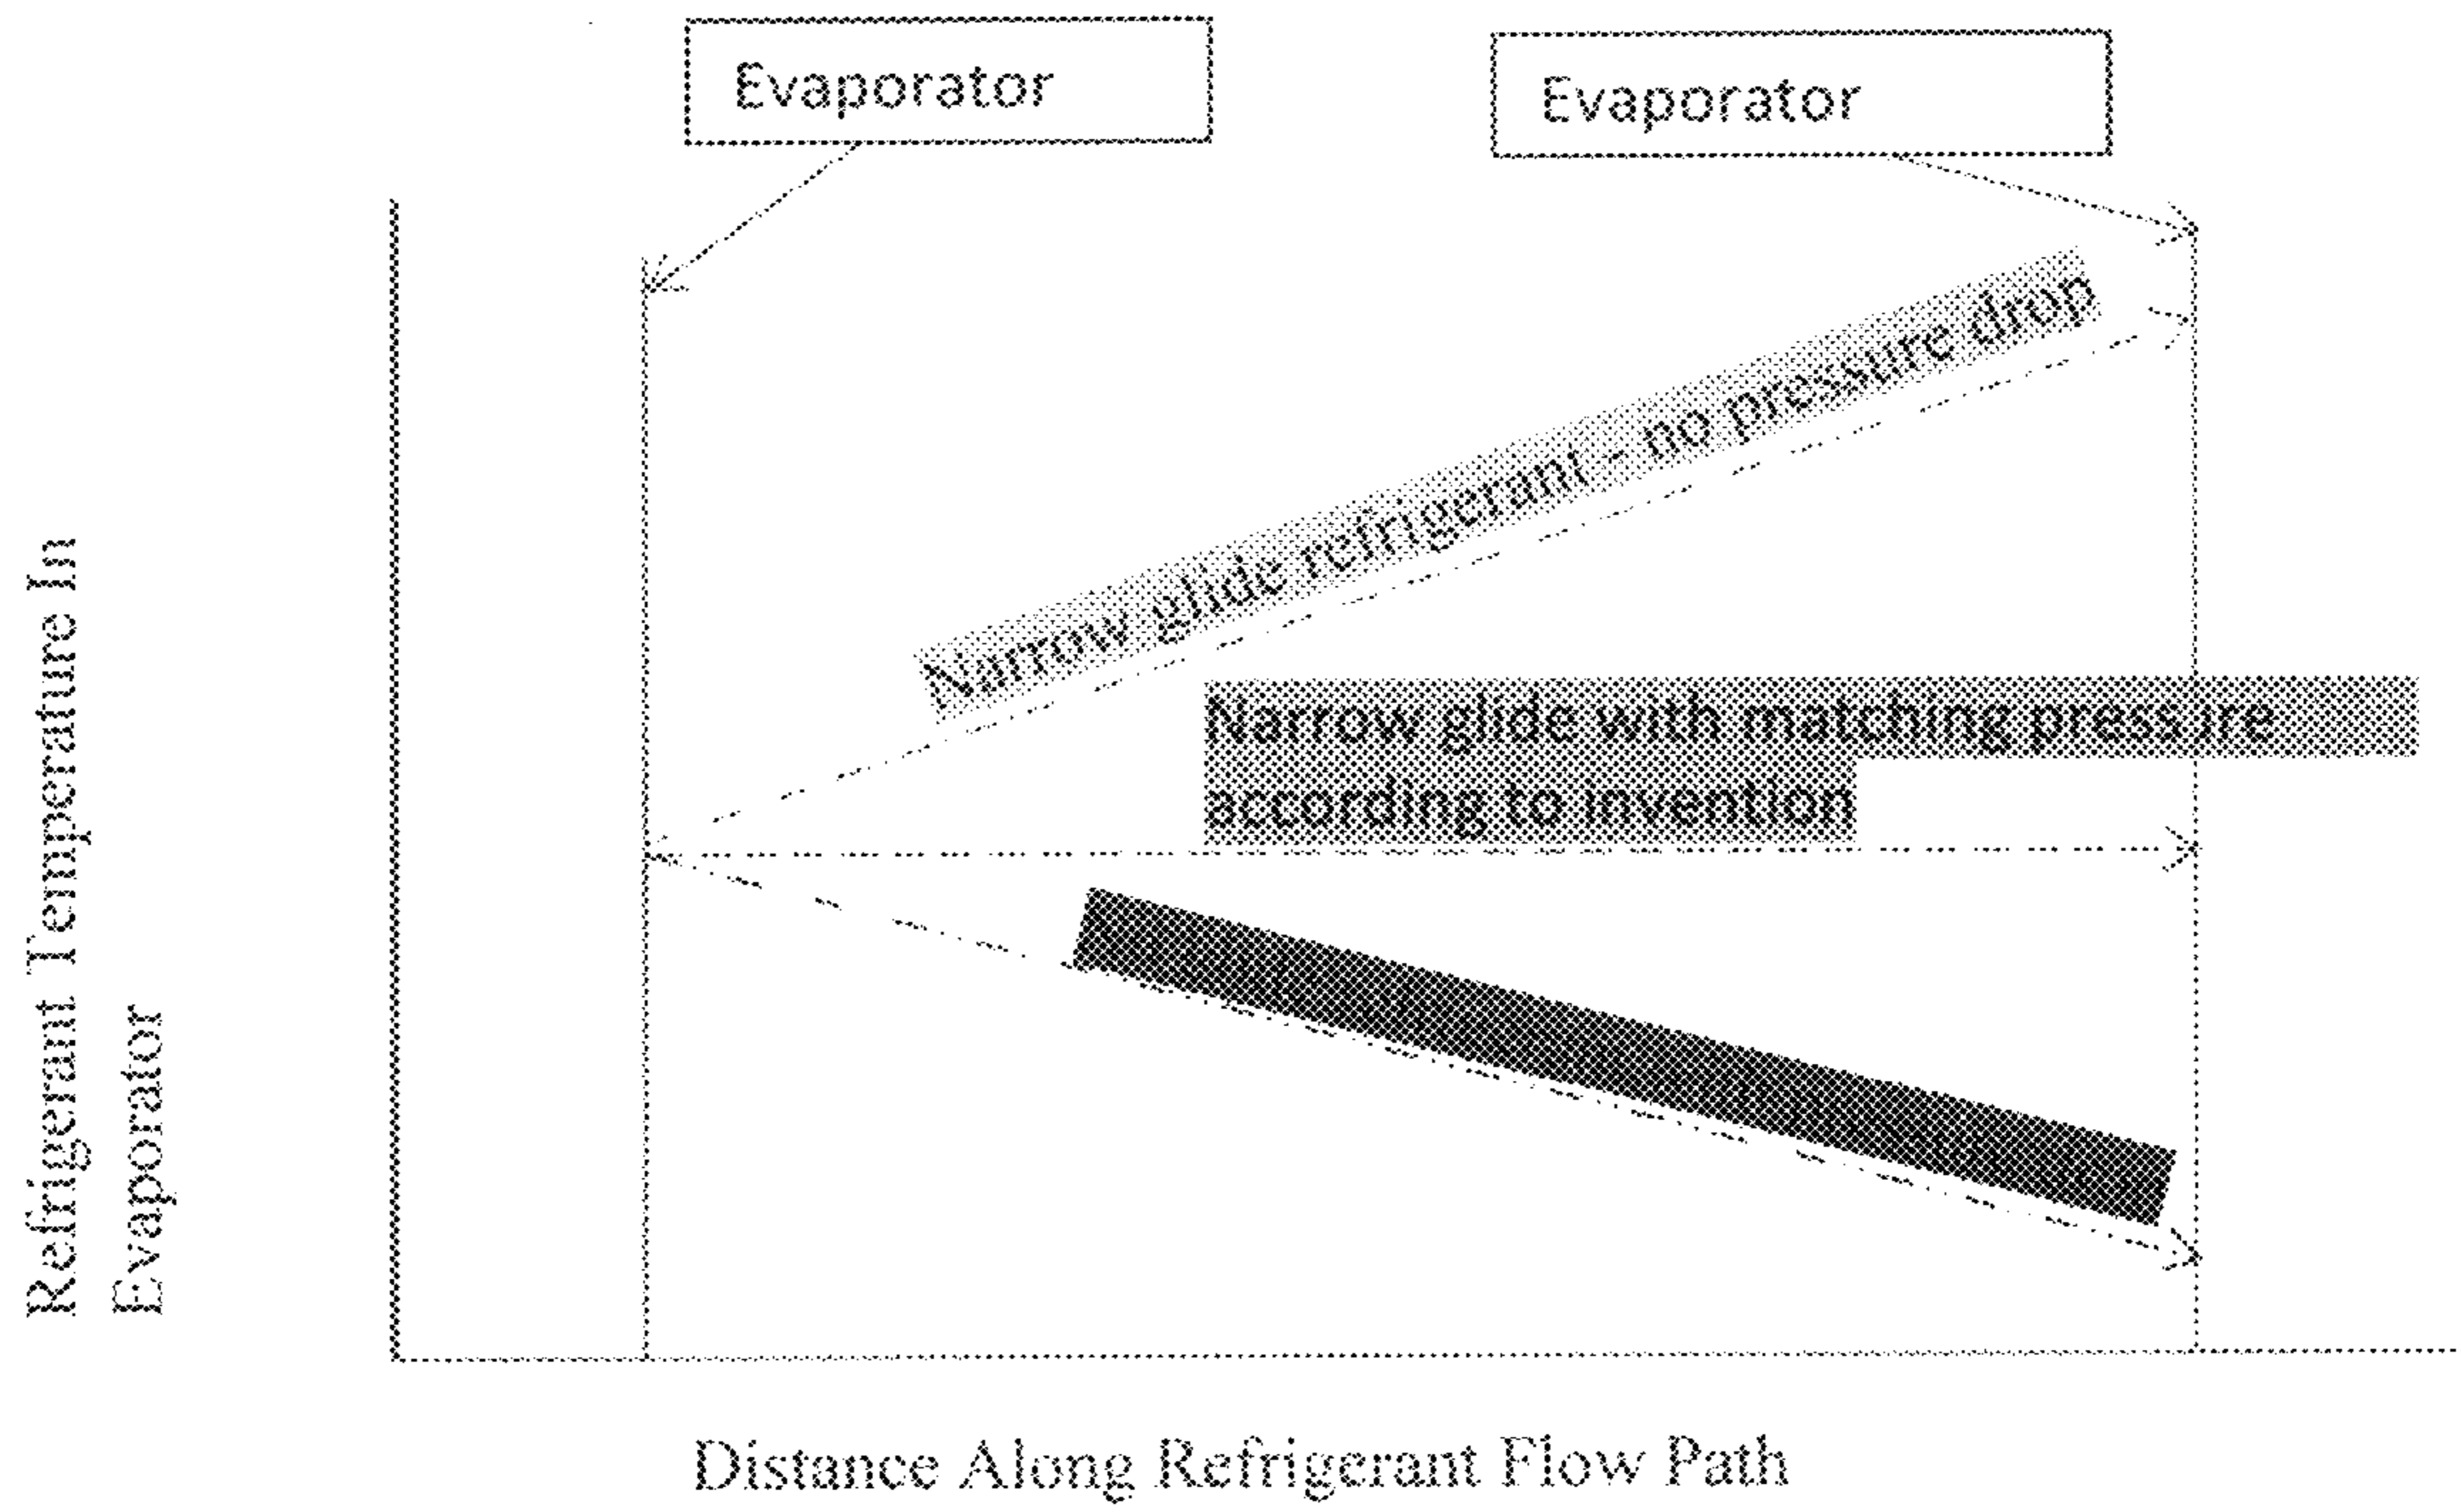 Evaporator
Evaporator
Narrow glide refrigerant - no pressure drop
Narrow glide with matching pressure
according to invention
Refrigerant Temperature In
Evaporator
Distance Along Refrigerant Flow Path